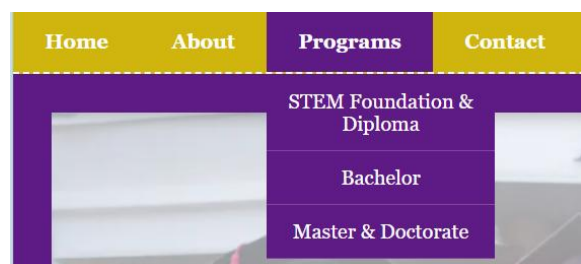 Home About Programs Contact
STEM Foundation &
Diploma
Bachelor
Master & Doctorate